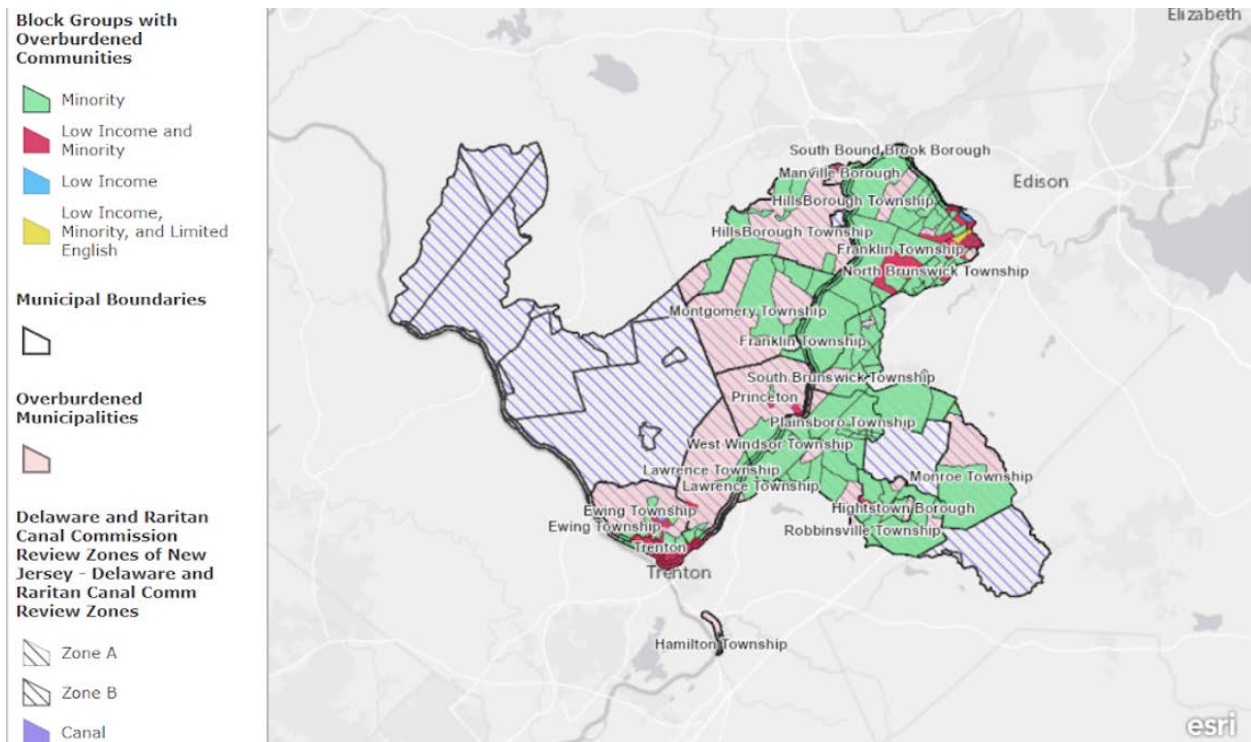 Block Groups with
Overburdened
Communities
Minority
Low Income and
Minority
Low Income
Low Income,
Minority, and Limited
English
Municipal Boundaries
Overburdened
Municipalities
Delaware and Raritan
Canal Commission
Review Zones of New
Jersey - Delaware and
Raritan Canal Comm
Review Zones
Zone A
Zone B
Canal
Elizabeth
South Bound Brook Borough
Manville Borough
Edison
HillsBorough Township
HillsBorough Township
Franklin Township
North Brunswick Township
Montgomery Township
Franklin Township
South Brunswick Township
Princeton
Plainsboro Township
West Windsor Township
Lawrence Township
Monroe Township
Lawrence Township
Ewing Township
Hightstown Borough
Ewing Township
Robbinsville Township
Trenton
Trenton
Hamilton Township
esri